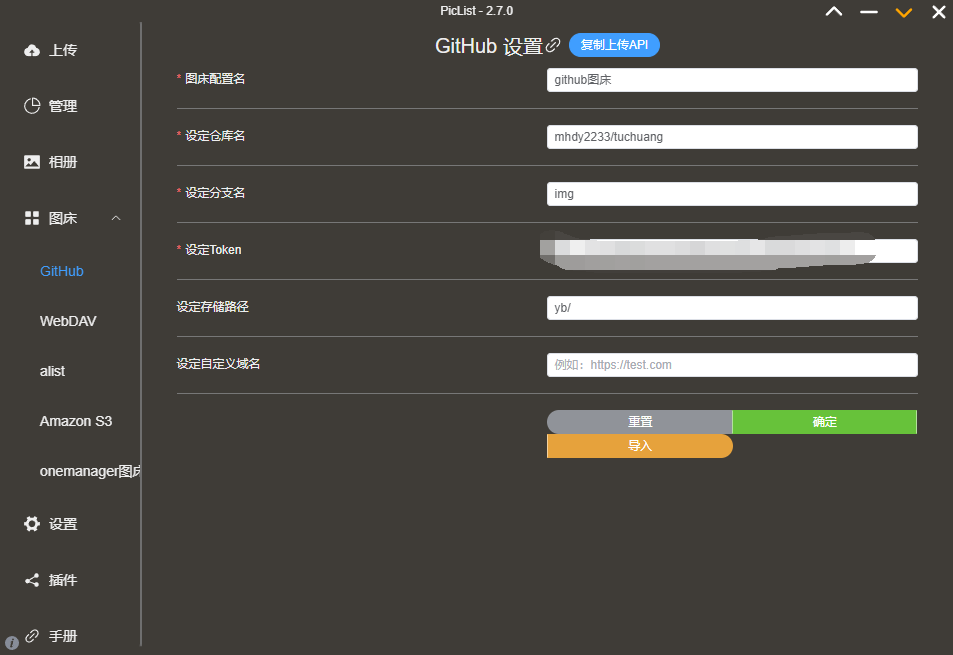 PicList - 2.7.0
上传
管理
相册
图床
GitHub
WebDAV
alist
Amazon S3
onemanager图床
设置
插件
手册
GitHub 设置
复制上传API
* 图床配置名
github图床
* 设定仓库名
mhdy2233/tuchuang
* 设定分支名
img
* 设定Token
设定存储路径
yb/
设定自定义域名
例如：https://test.com
重置
确定
导入